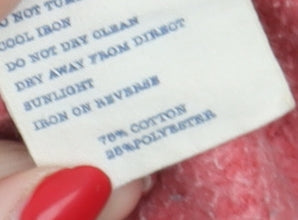 O NOT TUM
COOL IRON
DO NOT DRY CLEAN
DRY AWAY FROM DIRECT
SUNLIGHT
IRON ON REVERSE
75% COTTON
25%POLYESTER